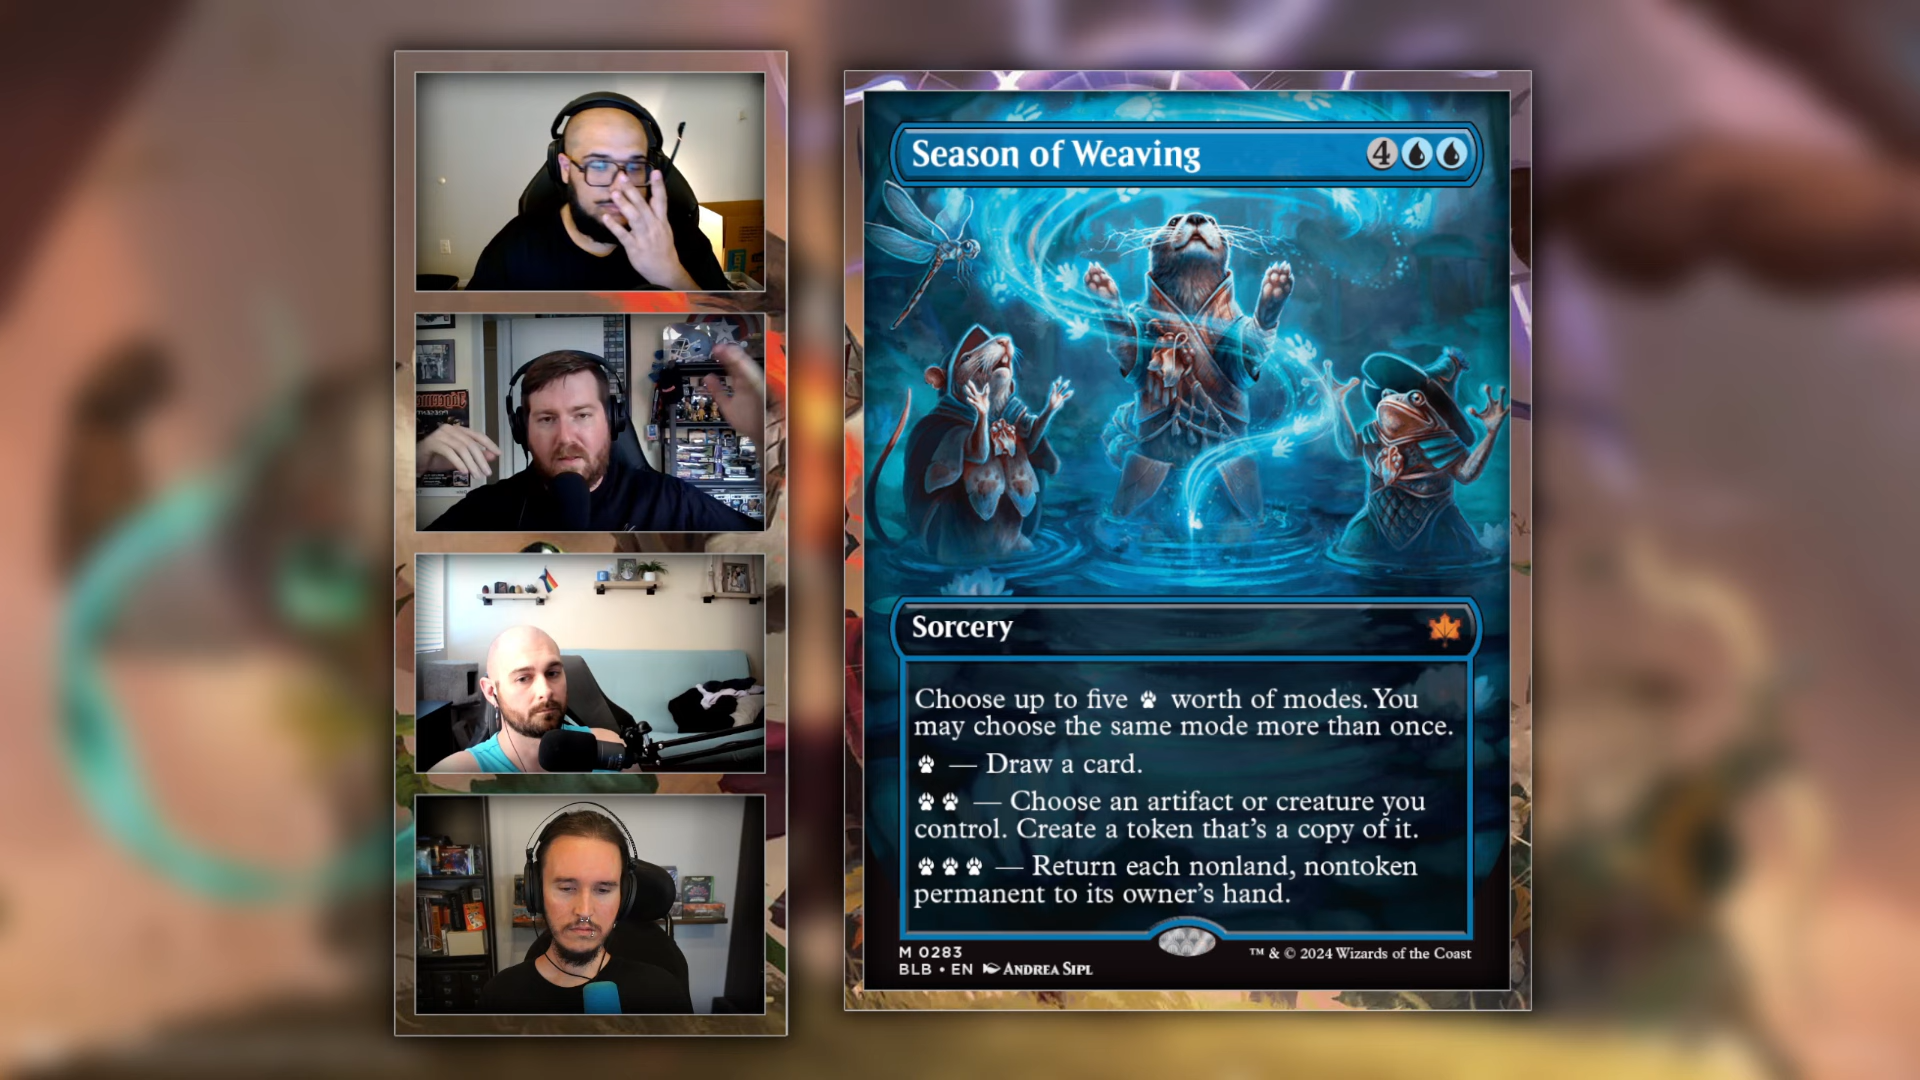 Season of Weaving 4
Sorcery
Choose up to five worth of modes. You
may choose the same mode more than once.
— Draw a card.
— Choose an artifact or creature you
control. Create a token that's a copy of it.
— Return each nonland, nontoken
permanent to its owner's hand.
M 0283
BLB • EN ANDREA SIPL
™ & © 2024 Wizards of the Coast